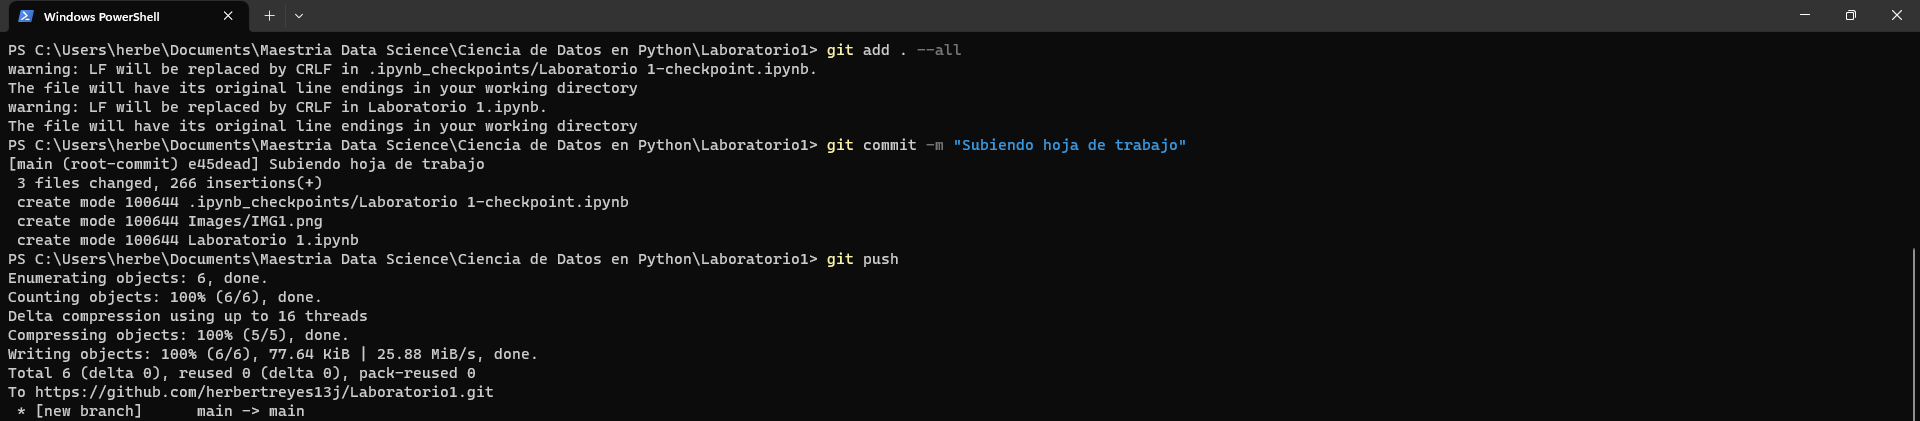 Windows PowerShell
PS C:\Users\herbe\Documents\Maestria Data Science\Ciencia de Datos en Python\Laboratorio1> git add . --all
warning: LF will be replaced by CRLF in .ipynb_checkpoints/Laboratorio 1-checkpoint.ipynb.
The file will have its original line endings in your working directory
warning: LF will be replaced by CRLF in Laboratorio 1.ipynb.
The file will have its original line endings in your working directory
PS C:\Users\herbe\Documents\Maestria Data Science\Ciencia de Datos en Python\Laboratorio1> git commit -m "Subiendo hoja de trabajo"
[main (root-commit) e45dead] Subiendo hoja de trabajo
 3 files changed, 266 insertions(+)
 create mode 100644 .ipynb_checkpoints/Laboratorio 1-checkpoint.ipynb
 create mode 100644 Images/IMG1.png
 create mode 100644 Laboratorio 1.ipynb
PS C:\Users\herbe\Documents\Maestria Data Science\Ciencia de Datos en Python\Laboratorio1> git push
Enumerating objects: 6, done.
Counting objects: 100% (6/6), done.
Delta compression using up to 16 threads
Compressing objects: 100% (5/5), done.
Writing objects: 100% (6/6), 77.64 KiB | 25.88 MiB/s, done.
Total 6 (delta 0), reused 0 (delta 0), pack-reused 0
To https://github.com/herbertreyes13j/Laboratorio1.git
 * [new branch]      main -> main